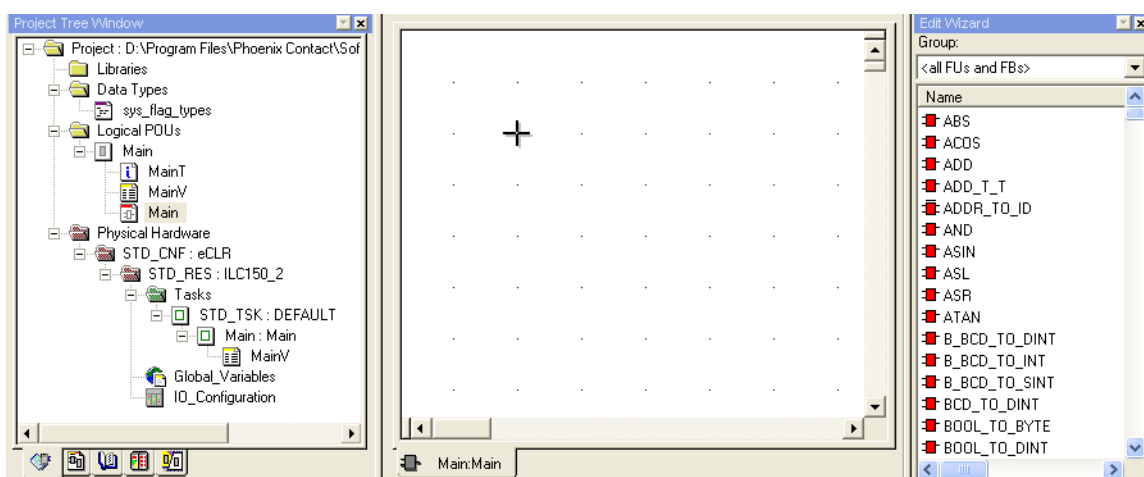 Project Tree Window
Project : D:\Program Files\Phoenix Contact\Sof
Libraries
Data Types
sys_flag_types
Logical POUs
Main
MainT
MainV
Main
Physical Hardware
STD_CNF : eCLR
STD_RES : ILC150_2
Tasks
STD_TSK : DEFAULT
Main : Main
MainV
Global_Variables
IO_Configuration
Main:Main
Edit Wizard
Group:
<all FUs and FBs>
Name
ABS
ACOS
ADD
ADD_T_T
ADDR_TO_ID
AND
ASIN
ASL
ASR
ATAN
B_BCD_TO_DINT
B_BCD_TO_INT
B_BCD_TO_SINT
BCD_TO_DINT
BOOL_TO_BYTE
BOOL_TO_DINT